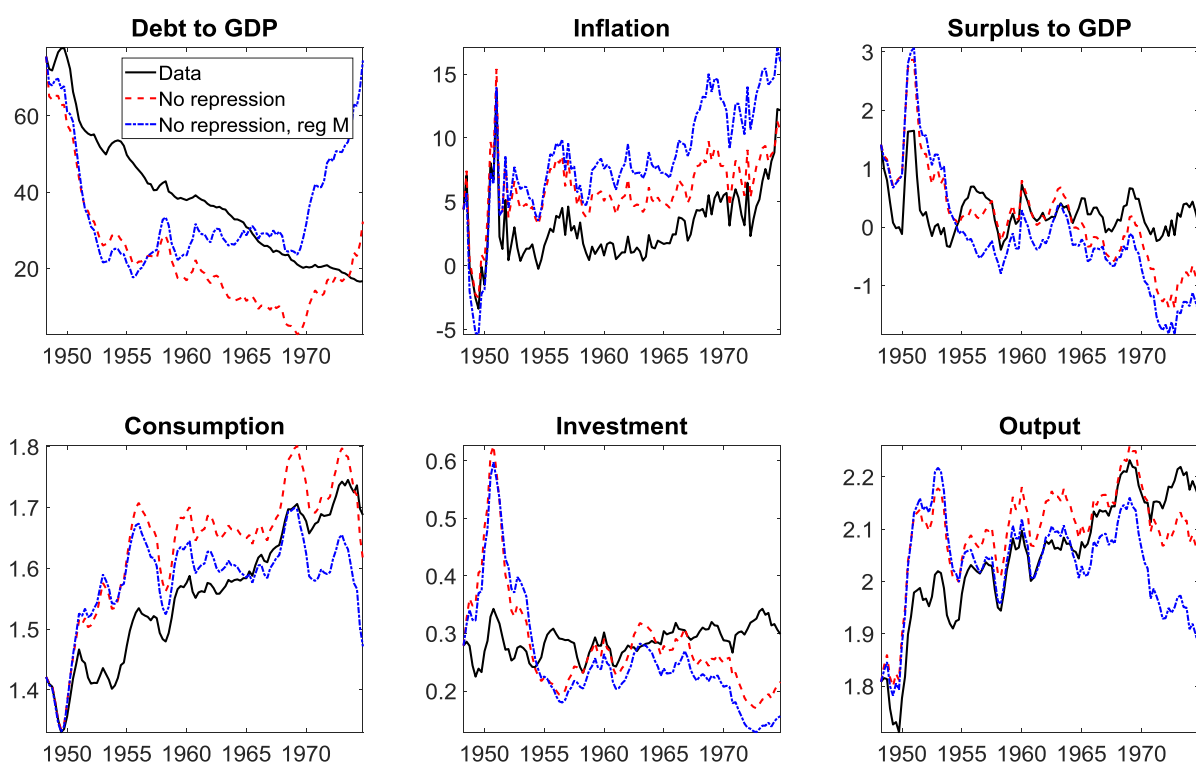 Debt to GDP
60
40
20
1950 1955 1960 1965 1970
Data
No repression
No repression, reg M
Inflation
15
10
5
0
-5
1950 1955 1960 1965 1970
Surplus to GDP
3
2
1
0
-1
1950 1955 1960 1965 1970
Consumption
1.8
1.7
1.6
1.5
1.4
1950 1955 1960 1965 1970
Investment
0.6
0.5
0.4
0.3
0.2
1950 1955 1960 1965 1970
Output
2.2
2.1
2
1.9
1.8
1950 1955 1960 1965 1970